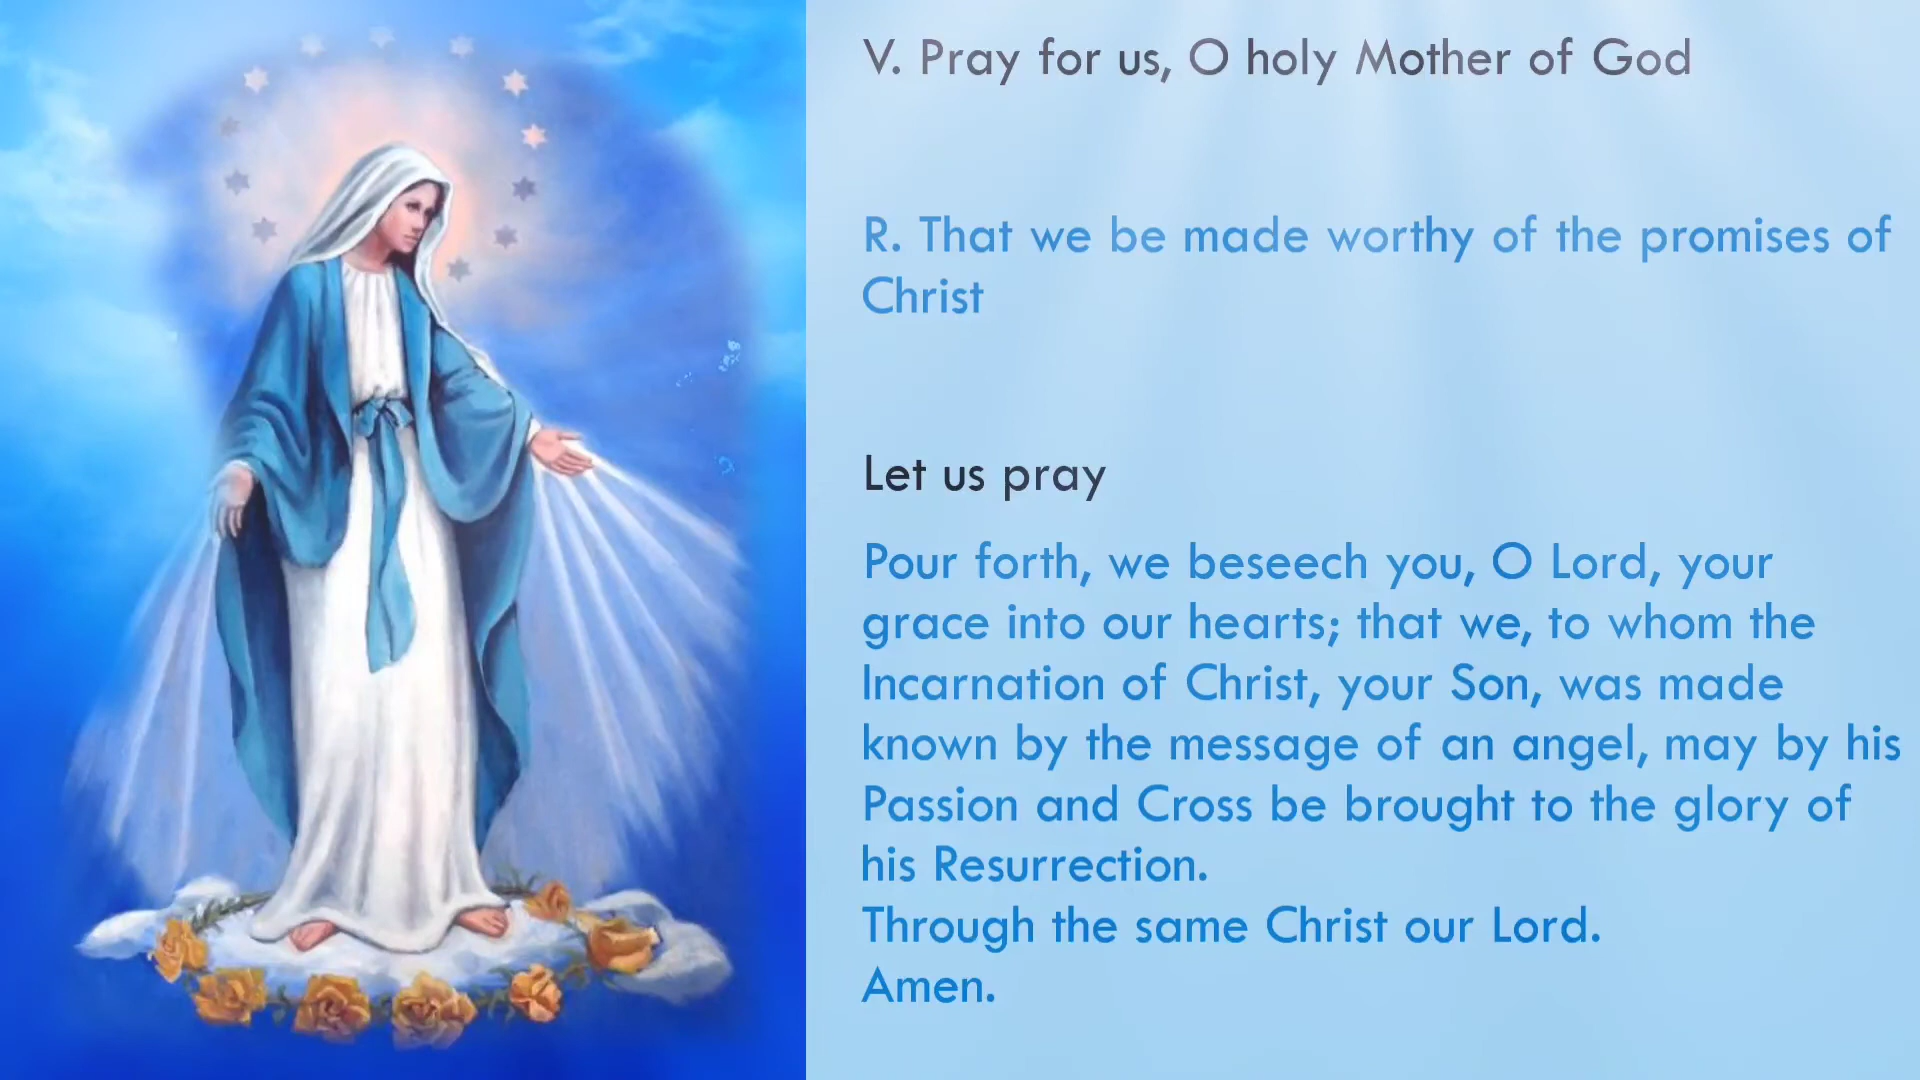 V. Pray for us, O holy Mother of God
R. That we be made worthy of the promises of
Christ
Let us pray
Pour forth, we beseech you, O Lord, your
grace into our hearts; that we, to whom the
Incarnation of Christ, your Son, was made
known by the message of an angel, may by his
Passion and Cross be brought to the glory of
his Resurrection.
Through the same Christ our Lord.
Amen.